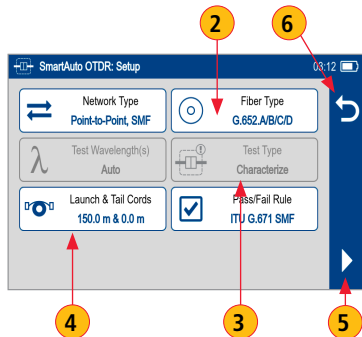 2
6
SmartAuto OTDR: Setup
03:12
Network Type
Point-to-Point, SMF
Fiber Type
G.652.A/B/C/D
Test Wavelength(s)
Auto
Test Type
Characterize
Launch & Tail Cords
150.0 m & 0.0 m
Pass/Fail Rule
ITU G.671 SMF
4
3
5